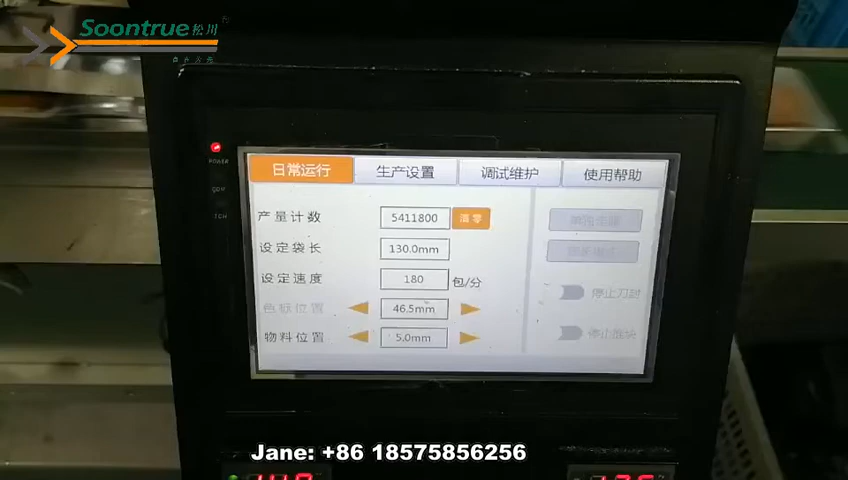 Soontrue松川
POWER
COM
日常运行 生产设置 调试维护 使用帮助
产量计数 5411800 清零
设定袋长 130.0mm
设定速度 180 包/分
色标位置 46.5mm
物料位置 5.0mm
停止刀封
Jane: +86 18575856256